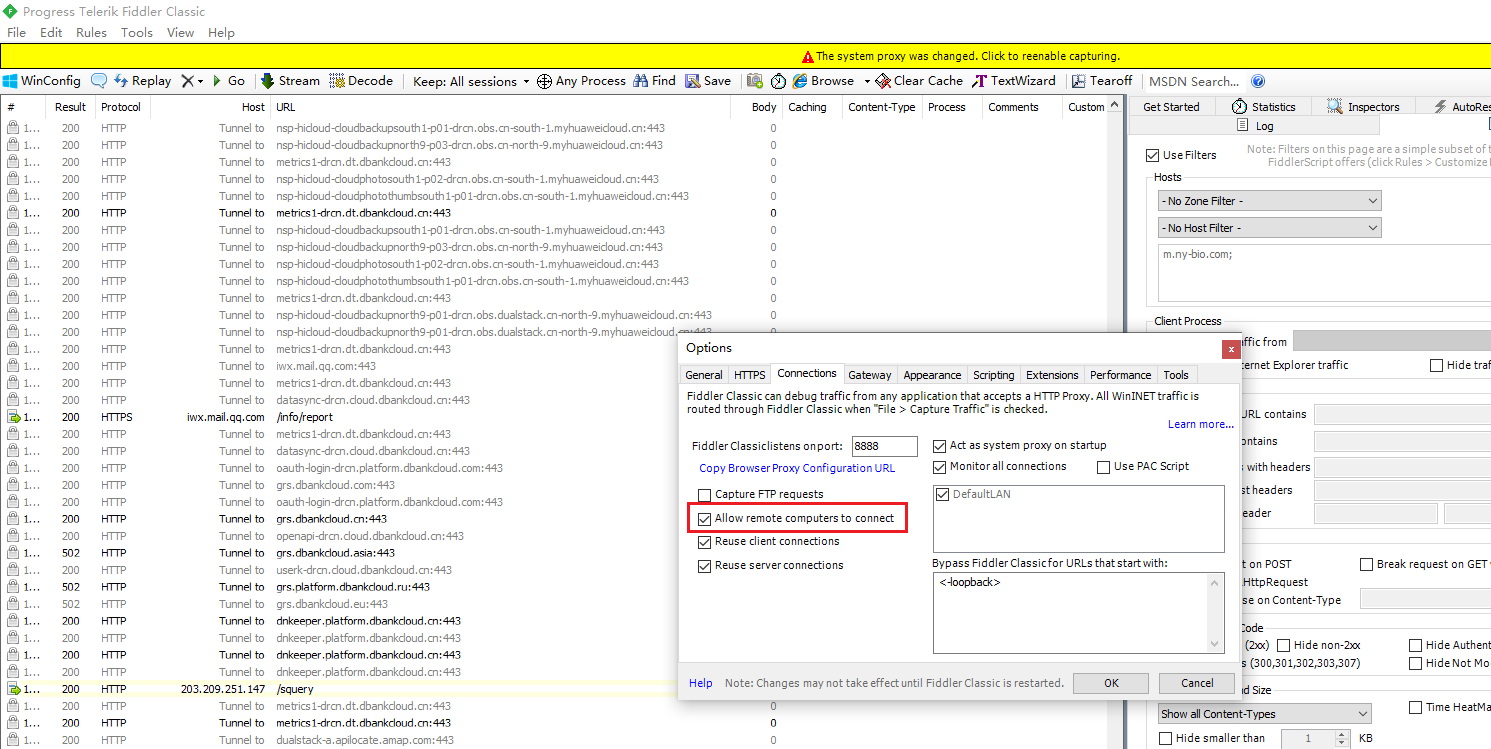 Progress Telerik Fiddler Classic
File Edit Rules Tools View Help
The system proxy was changed. Click to reenable capturing.
WinConfig Replay Go Stream Decode Keep: All sessions Any Process Find Save Browse Clear Cache TextWizard Tearoff MSDN Search...
# Result Protocol Host URL Body Caching Content-Type Process Comments Custom
1... 200 HTTP Tunnel to nsp-hicloud-cloudbackupsouth1-p01-drcn.obs.cn-south-1.myhuaweicloud.cn:443 0
1... 200 HTTP Tunnel to nsp-hicloud-cloudbackupnorth9-p03-drcn.obs.cn-north-9.myhuaweicloud.cn:443 0
1... 200 HTTP Tunnel to metrics1-drcn.dt.dbankcloud.cn:443 0
1... 200 HTTP Tunnel to nsp-hicloud-cloudphotosouth1-p02-drcn.obs.cn-south-1.myhuaweicloud.cn:443 0
1... 200 HTTP Tunnel to nsp-hicloud-cloudphotothumbsouth1-p01-drcn.obs.cn-south-1.myhuaweicloud.cn:443 0
1... 200 HTTP Tunnel to metrics1-drcn.dt.dbankcloud.cn:443 0
1... 200 HTTP Tunnel to nsp-hicloud-cloudbackupsouth1-p01-drcn.obs.cn-south-1.myhuaweicloud.cn:443 0
1... 200 HTTP Tunnel to nsp-hicloud-cloudbackupnorth9-p03-drcn.obs.cn-north-9.myhuaweicloud.cn:443 0
1... 200 HTTP Tunnel to nsp-hicloud-cloudphotosouth1-p02-drcn.obs.cn-south-1.myhuaweicloud.cn:443 0
1... 200 HTTP Tunnel to nsp-hicloud-cloudphotothumbsouth1-p01-drcn.obs.cn-south-1.myhuaweicloud.cn:443 0
1... 200 HTTP Tunnel to metrics1-drcn.dt.dbankcloud.cn:443 0
1... 200 HTTP Tunnel to nsp-hicloud-cloudbackupnorth9-p01-drcn.obs.dualstack.cn-north-9.myhuaweicloud.cn:443 0
1... 200 HTTP Tunnel to nsp-hicloud-cloudbackupnorth9-p01-drcn.obs.dualstack.cn-north-9.myhuaweicloud.cn:443 0
1... 200 HTTP Tunnel to metrics1-drcn.dt.dbankcloud.cn:443
1... 200 HTTP Tunnel to iwx.mail.qq.com:443
1... 200 HTTP Tunnel to metrics1-drcn.dt.dbankcloud.cn:443
1... 200 HTTP Tunnel to datasync-drcn.dt.dbankcloud.cn:443
1... 200 HTTPS iwx.mail.qq.com /info/report
1... 200 HTTP Tunnel to metrics1-drcn.dt.dbankcloud.cn:443
1... 200 HTTP Tunnel to datasync-drcn.cloud.dbankcloud.cn:443
1... 200 HTTP Tunnel to oauth-login-drcn.platform.dbankcloud.com:443
1... 200 HTTP Tunnel to grs.dbankcloud.com:443
1... 200 HTTP Tunnel to oauth-login-drcn.platform.dbankcloud.com:443
1... 200 HTTP Tunnel to grs.dbankcloud.cn:443
1... 200 HTTP Tunnel to openapi-drcn.cloud.dbankcloud.cn:443
1... 502 HTTP Tunnel to grs.dbankcloud.asia:443
1... 200 HTTP Tunnel to userk-drcn.cloud.dbankcloud.cn:443
1... 502 HTTP Tunnel to grs.platform.dbankcloud.ru:443
1... 502 HTTP Tunnel to grs.dbankcloud.eu:443
1... 200 HTTP Tunnel to dnkeeper.platform.dbankcloud.cn:443
1... 200 HTTP Tunnel to dnkeeper.platform.dbankcloud.cn:443
1... 200 HTTP Tunnel to dnkeeper.platform.dbankcloud.cn:443
1... 200 HTTP Tunnel to dnkeeper.platform.dbankcloud.cn:443
1... 200 HTTP 203.209.251.147 /squery
1... 200 HTTP Tunnel to metrics1-drcn.dt.dbankcloud.cn:443 0
1... 200 HTTP Tunnel to metrics1-drcn.dt.dbankcloud.cn:443 0
1... 200 HTTP Tunnel to dualstack-a.apilocate.amap.com:443 0
Options
x
General HTTPS Connections Gateway Appearance Scripting Extensions Performance Tools
Fiddler Classic can debug traffic from any application that accepts a HTTP Proxy. All WinINET traffic is
routed through Fiddler Classic when "File > Capture Traffic" is checked.
Learn more...
Fiddler Classiclistens onport: 8888
Copy Browser Proxy Configuration URL
Capture FTP requests
Allow remote computers to connect
Reuse client connections
Reuse server connections
Act as system proxy on startup
Monitor all connections Use PAC Script
DefaultLAN
Bypass Fiddler Classic for URLs that start with:
<-loopback>
Help Note: Changes may not take effect until Fiddler Classic is restarted. OK Cancel
Get Started Statistics Inspectors AutoRes
Log
Use Filters
Note: Filters on this page are a simple subset of t
FiddlerScript offers (click Rules > Customize
Hosts
- No Zone Filter -
- No Host Filter -
m.ny-bio.com;
Client Process
ffic from
ernet Explorer traffic Hide traf
URL contains
ontains
s with headers
st headers
eader
t on POST Break request on GET
HttpRequest
se on Content-Type
Code
(2xx) Hide non-2xx Hide Authent
s (300,301,302,303,307) Hide Not Mo
nd Size
Show all Content-Types Time HeatMa
Hide smaller than 1 KB